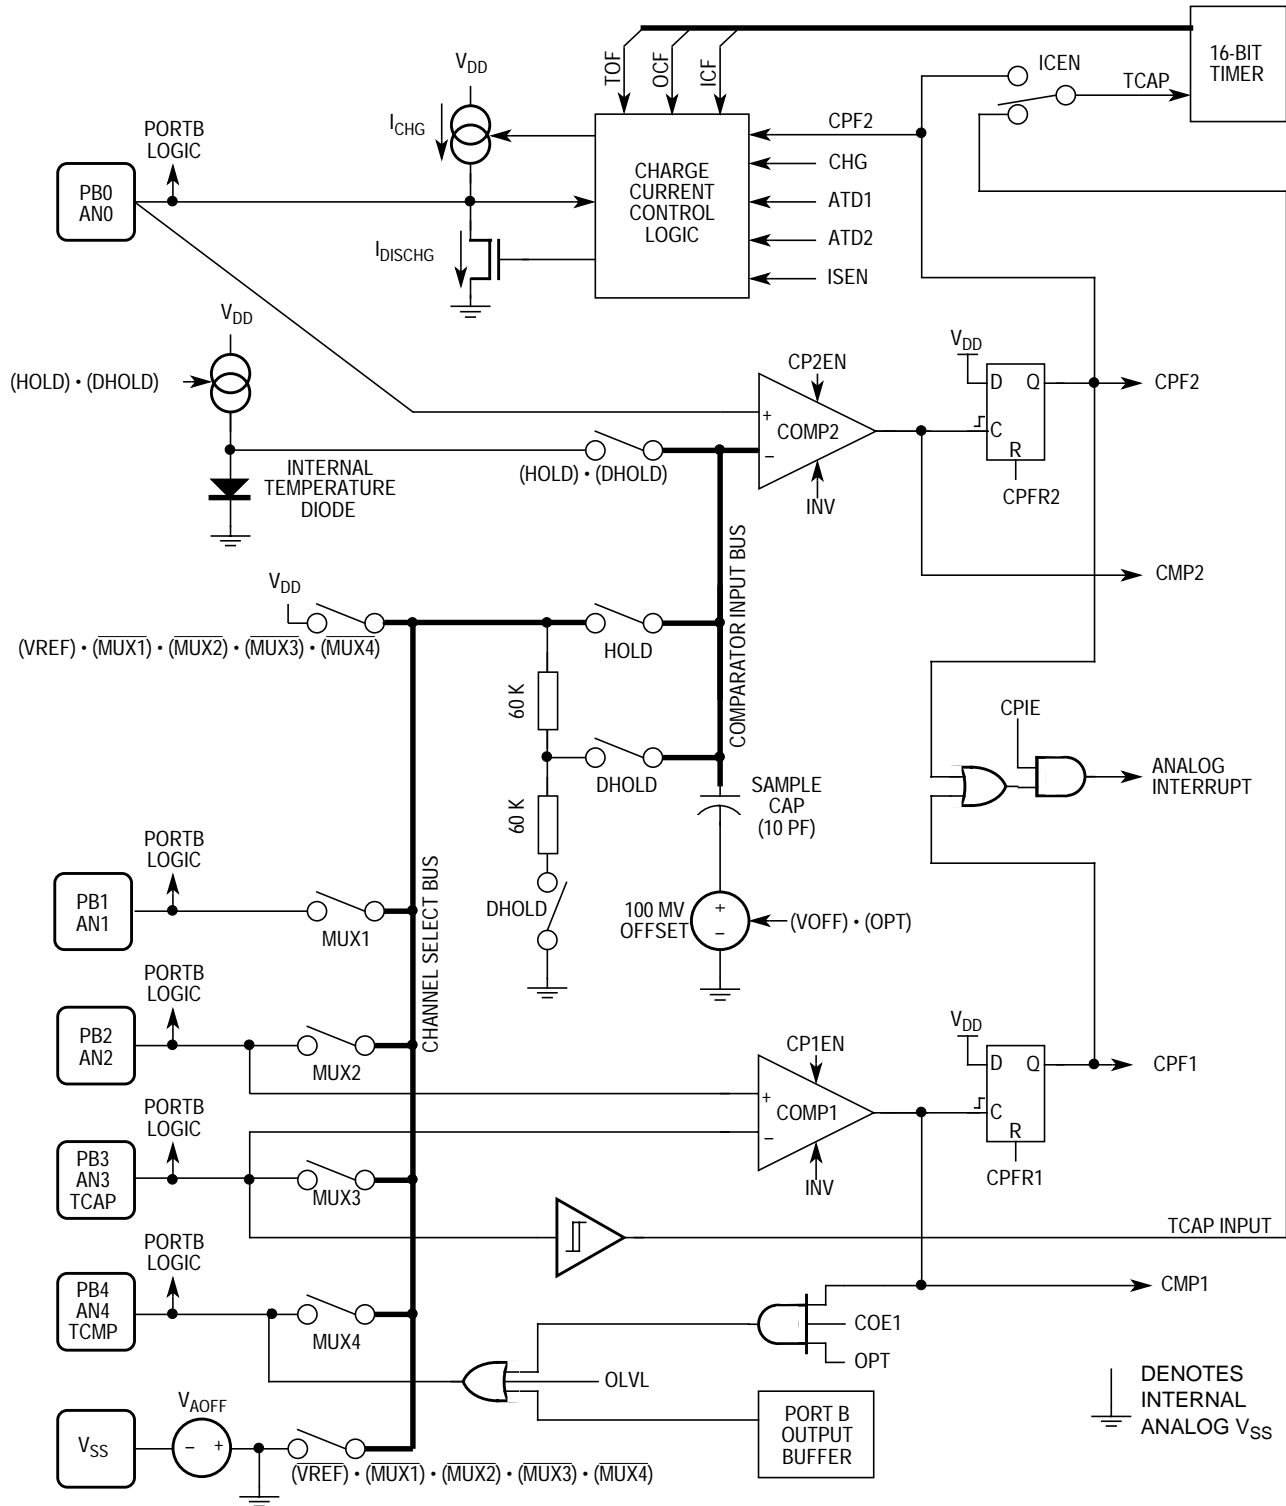 16-BIT
TIMER
TOF
OCF
ICF
ICEN
TCAP
VDD
ICHG
PORTB
LOGIC
PB0
AN0
CHARGE
CURRENT
CONTROL
LOGIC
CPF2
CHG
ATD1
ATD2
ISEN
IDISCHG
VDD
(HOLD) • (DHOLD)
INTERNAL
TEMPERATURE
DIODE
(HOLD) • (DHOLD)
CP2EN
+
COMP2
–
INV
VDD
D Q
C
R
CPFR2
CPF2
CMP2
VDD
(VREF) • (MUX1) • (MUX2) • (MUX3) • (MUX4)
HOLD
COMPARATOR INPUT BUS
60 K
DHOLD
60 K
DHOLD
SAMPLE
CAP
(10 PF)
100 MV
OFFSET
+
–
(VOFF) • (OPT)
CPIE
ANALOG
INTERRUPT
PORTB
LOGIC
PB1
AN1
MUX1
CHANNEL SELECT BUS
PORTB
LOGIC
PB2
AN2
MUX2
CP1EN
+
COMP1
–
INV
VDD
D Q
C
R
CPFR1
CPF1
PORTB
LOGIC
PB3
AN3
TCAP
MUX3
TCAP INPUT
PORTB
LOGIC
PB4
AN4
TCMP
MUX4
CMP1
COE1
OPT
OLVL
PORT B
OUTPUT
BUFFER
VAOFF
VSS
– +
(VREF) • (MUX1) • (MUX2) • (MUX3) • (MUX4)
DENOTES
INTERNAL
ANALOG VSS